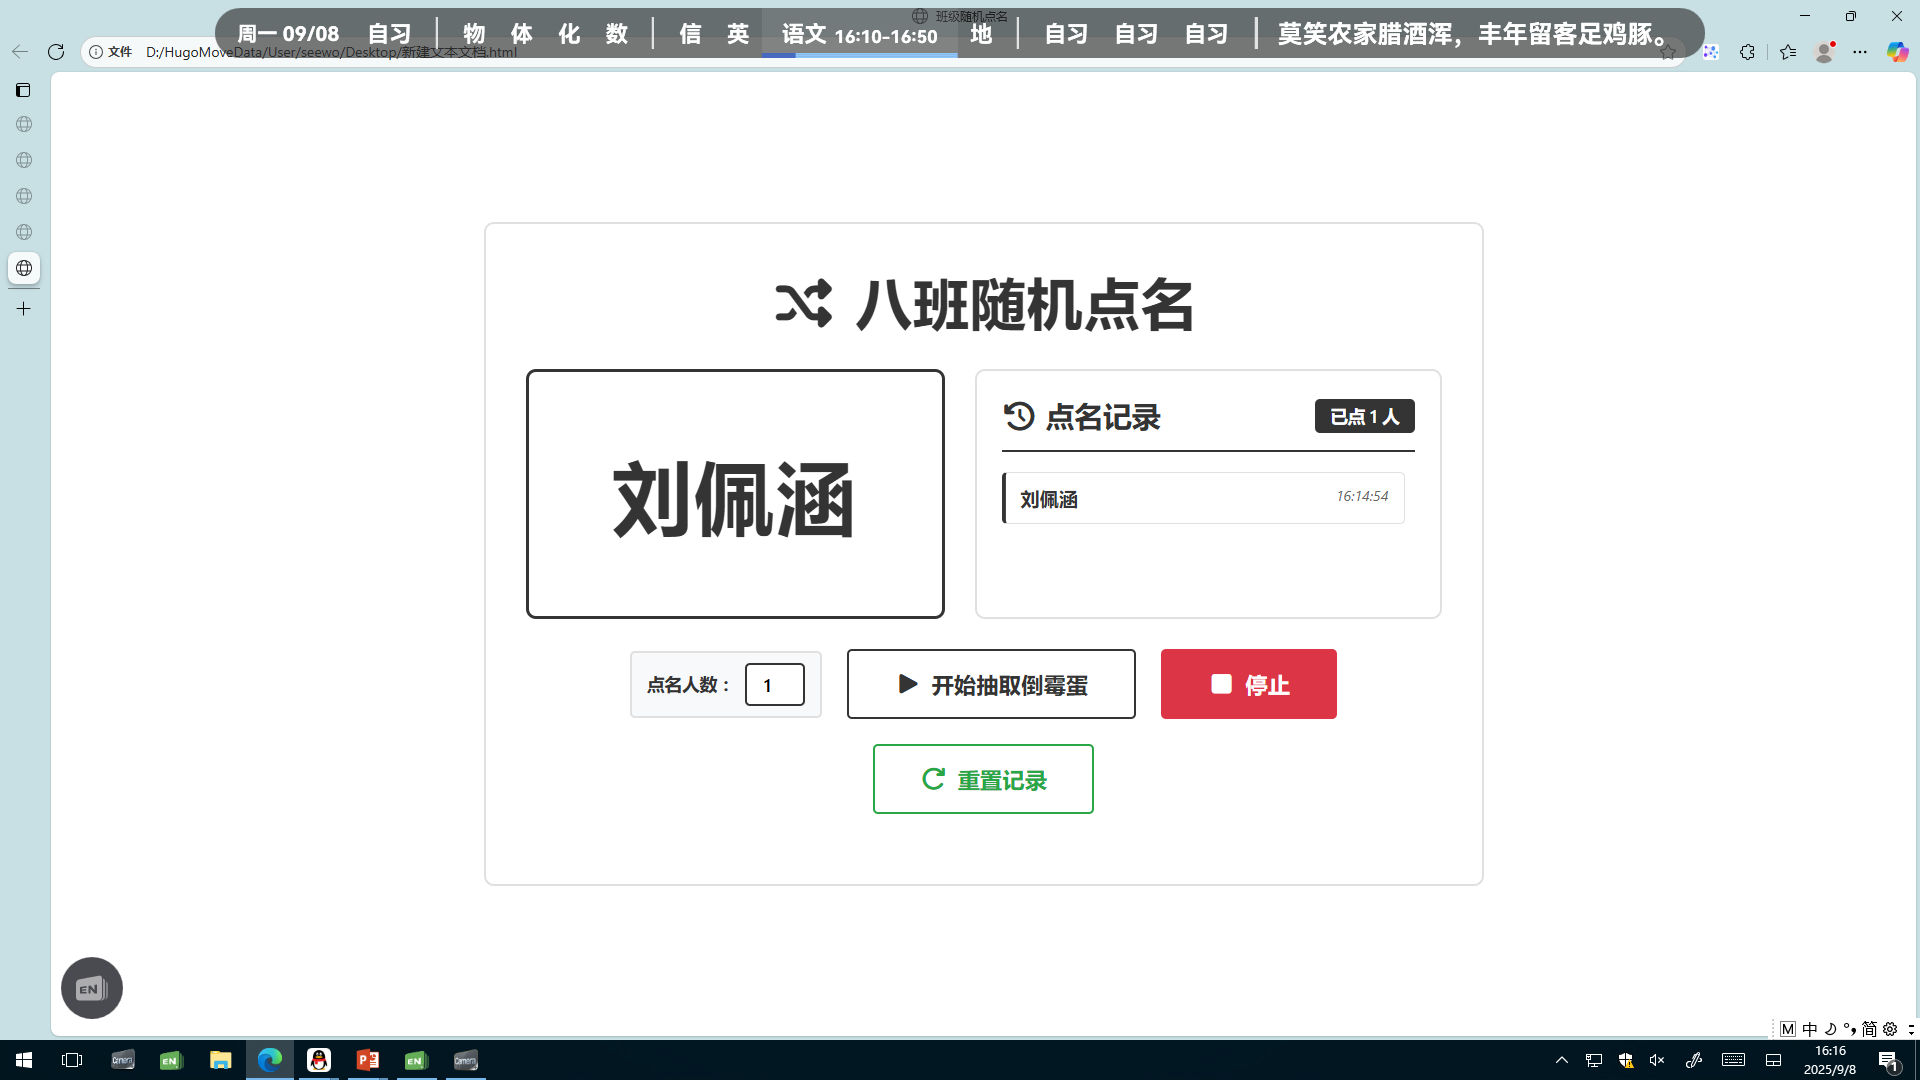 班级随机点名
周一 09/08 自习 | 物 体 化 数 | 信 英 语文 16:10-16:50 地 | 自习 自习 自习 | 莫笑农家腊酒浑，丰年留客足鸡豚。
文件 D:/HugoMoveData/User/seewo/Desktop/新建文本文档.html
八班随机点名
刘佩涵
点名记录 已点 1 人
刘佩涵 16:14:54
点名人数： 1 开始抽取倒霉蛋 停止
重置记录
EN
M 中 简
Camera EN P EN Camera
16:16
2025/9/8
1